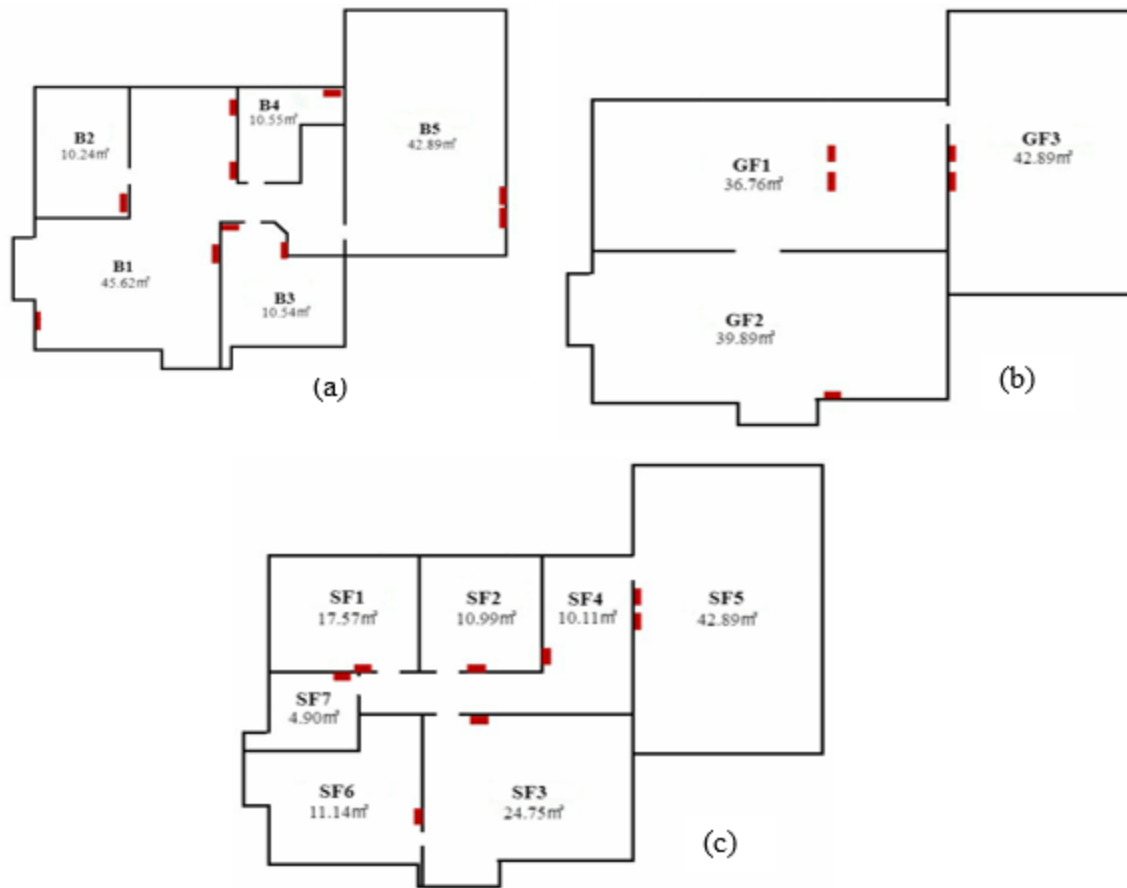 B4
10.55㎡
B2
10.24㎡
B5
42.89㎡
B1
45.62㎡
B3
10.54㎡
(a)
GF1
36.76㎡
GF3
42.89㎡
GF2
39.89㎡
(b)
SF1
17.57㎡
SF2
10.99㎡
SF4
10.11㎡
SF5
42.89㎡
SF7
4.90㎡
SF6
11.14㎡
SF3
24.75㎡
(c)